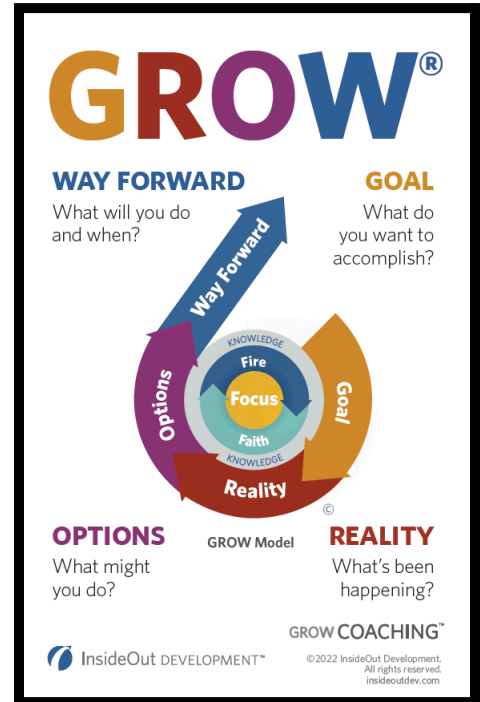 GROW®
WAY FORWARD
What will you do
and when?
GOAL
What do
you want to
accomplish?
Way Forward
KNOWLEDGE
Fire
Focus
Faith
KNOWLEDGE
Options
Goal
Reality
©
GROW Model
OPTIONS
What might
you do?
REALITY
What's been
happening?
GROW COACHING™
InsideOut DEVELOPMENT™
©2022 InsideOut Development.
All rights reserved.
insideoutdev.com